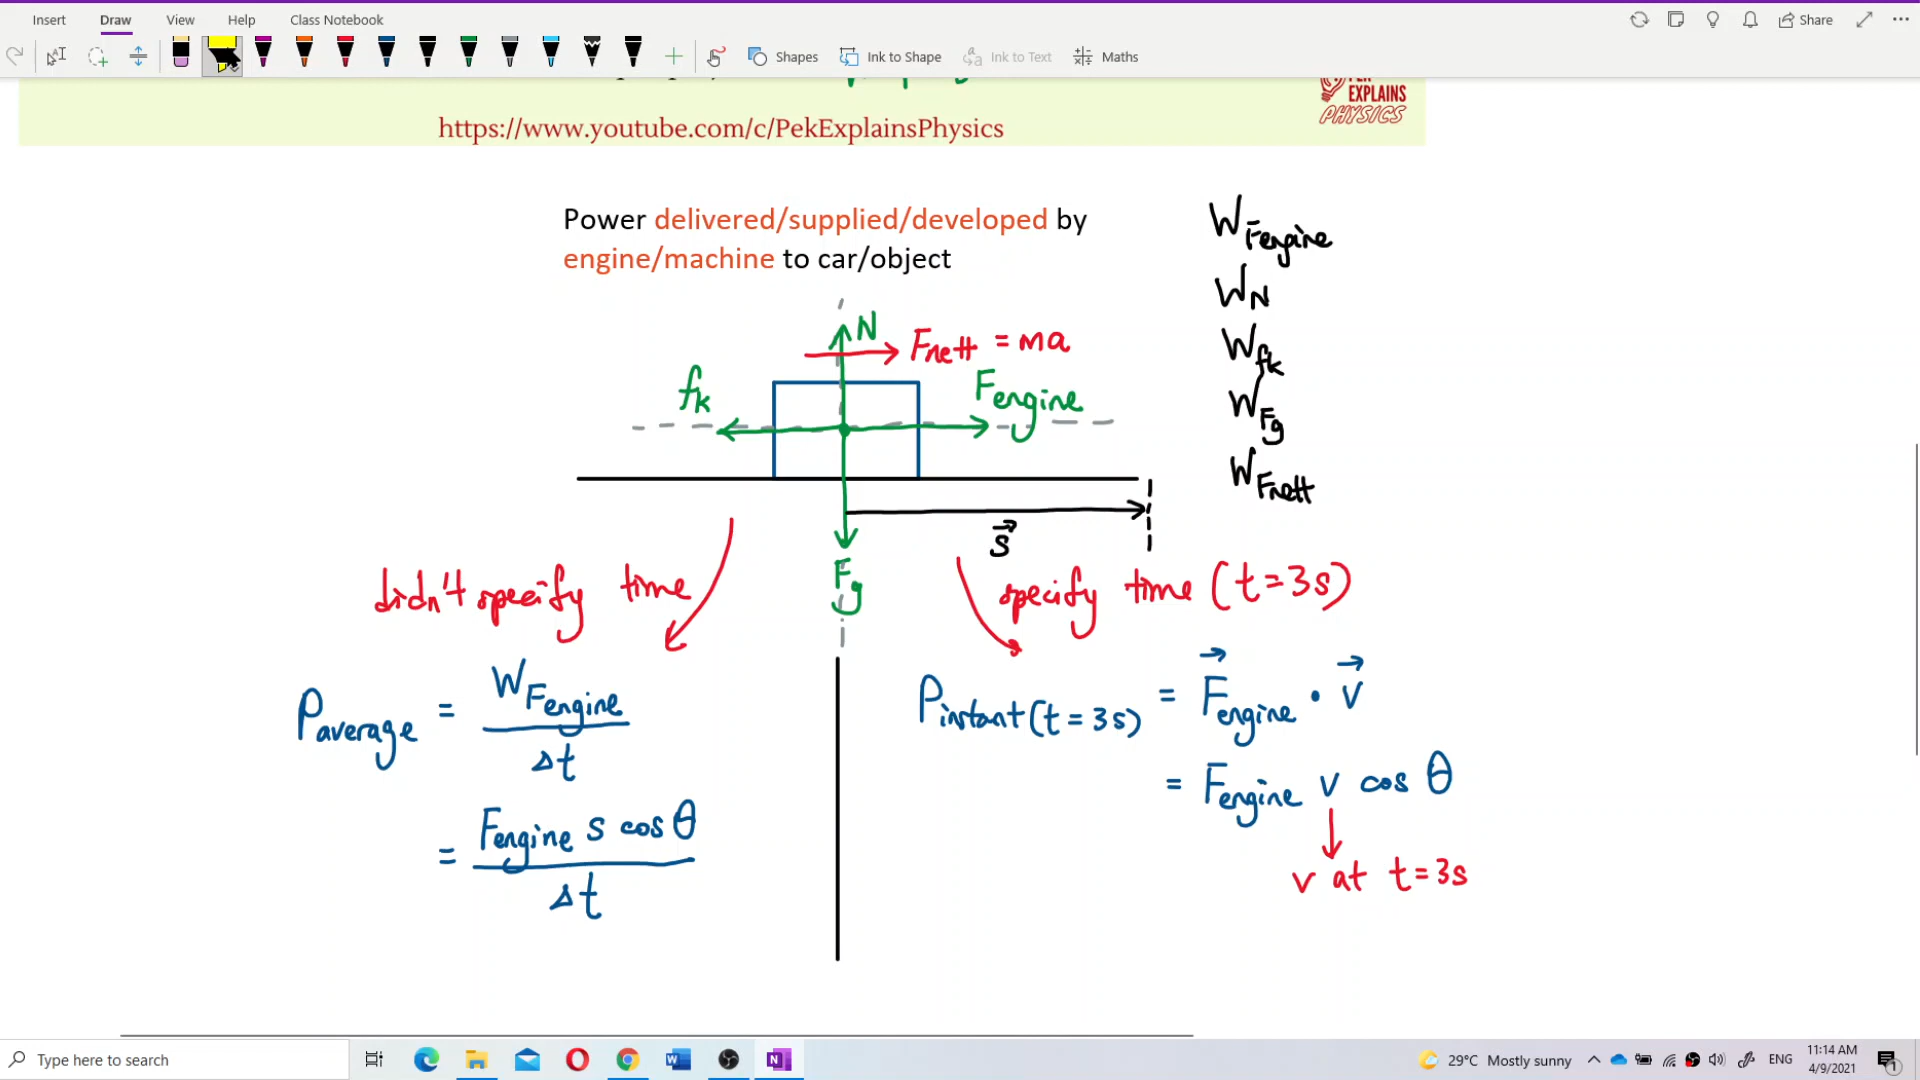 Insert Draw View Help Class Notebook Share
Shapes Ink to Shape Ink to Text Maths
EXPLAINS
PHYSICS
https://www.youtube.com/c/PekExplainsPhysics
Power delivered/supplied/developed by
engine/machine to car/object
W_Fengine
W_N
W_fk
W_Fg
W_Fnett
N
Fnett = ma
fk
Fengine
s
Fg
didn't specify time
specify time (t=3s)
P_average = W_Fengine / Δt
= Fengine s cos θ / Δt
P_instant(t=3s) = F_engine • v
= Fengine v cos θ
v at t=3s
Type here to search
29°C Mostly sunny
ENG
11:14 AM
4/9/2021
1